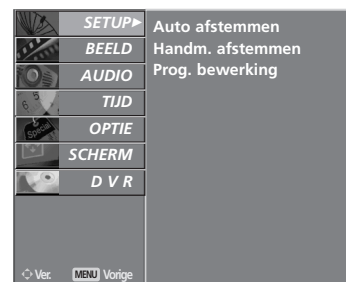 SETUP
BEELD
AUDIO
TIJD
OPTIE
SCHERM
D V R
Ver. MENU Vorige
Auto afstemmen
Handm. afstemmen
Prog. bewerking